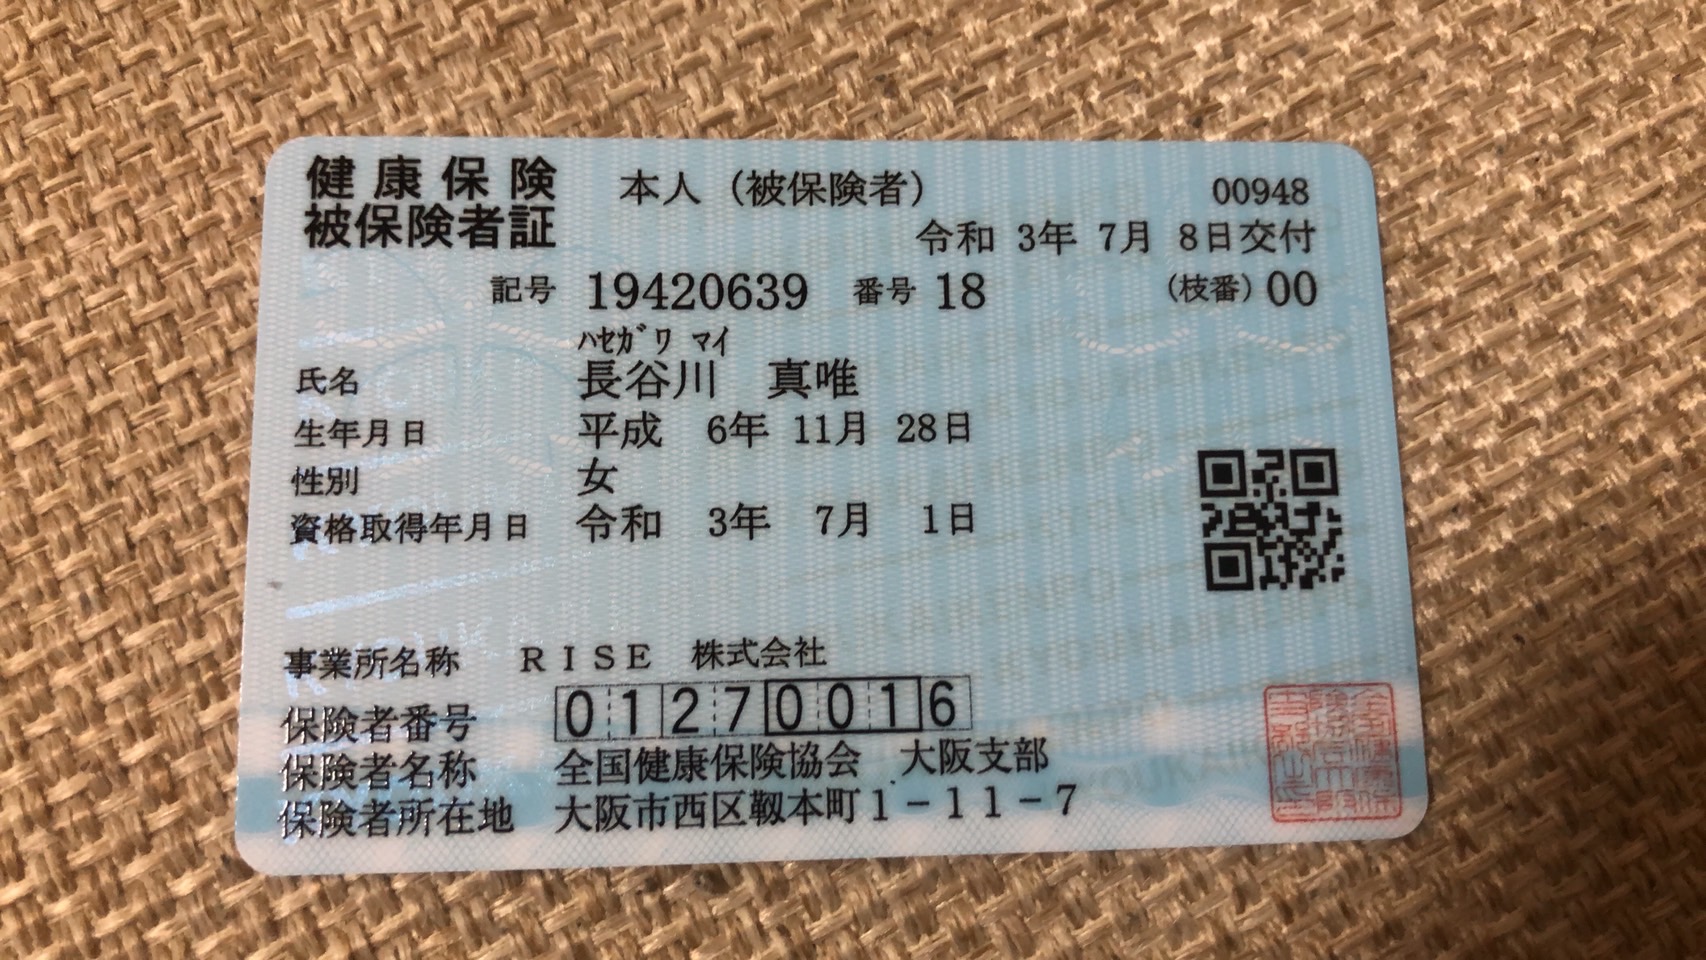 健康保険 本人（被保険者） 00948
被保険者証 令和 3年 7月 8日交付
記号 19420639 番号 18 （枝番）00
ﾊｾｶﾞﾜ ﾏｲ
氏名 長谷川 真唯
生年月日 平成 6年 11月 28日
性別 女
資格取得年月日 令和 3年 7月 1日
事業所名称 ＲＩＳＥ 株式会社
保険者番号 01270016
保険者名称 全国健康保険協会 大阪支部
保険者所在地 大阪市西区靱本町１－１１－７